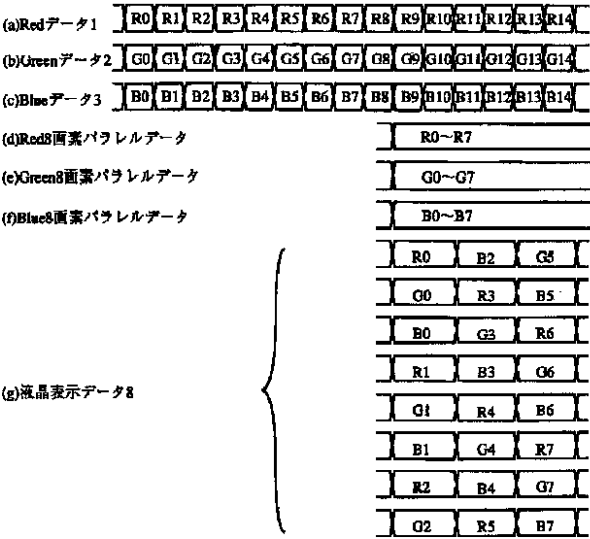 (a)Redデータ1 R0 R1 R2 R3 R4 R5 R6 R7 R8 R9 R10 R11 R12 R13 R14
(b)Greenデータ2 G0 G1 G2 G3 G4 G5 G6 G7 G8 G9 G10 G11 G12 G13 G14
(c)Blueデータ3 B0 B1 B2 B3 B4 B5 B6 B7 B8 B9 B10 B11 B12 B13 B14
(d)Red8画素パラレルデータ R0～R7
(e)Green8画素パラレルデータ G0～G7
(f)Blue8画素パラレルデータ B0～B7
R0 B2 G5
G0 R3 B5
B0 G3 R6
(g)液晶表示データ8 R1 B3 G6
G1 R4 B6
B1 G4 R7
R2 B4 G7
G2 R5 B7